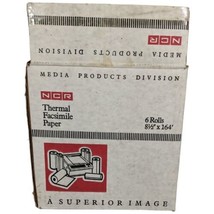 NCR
MEDIA PRODUCTS DIVISION
MEDIA PRODUCTS DIVISION
NCR
Thermal
Facsimile
Paper
6 Rolls
8½" x 164'
A SUPERIOR IMAGE